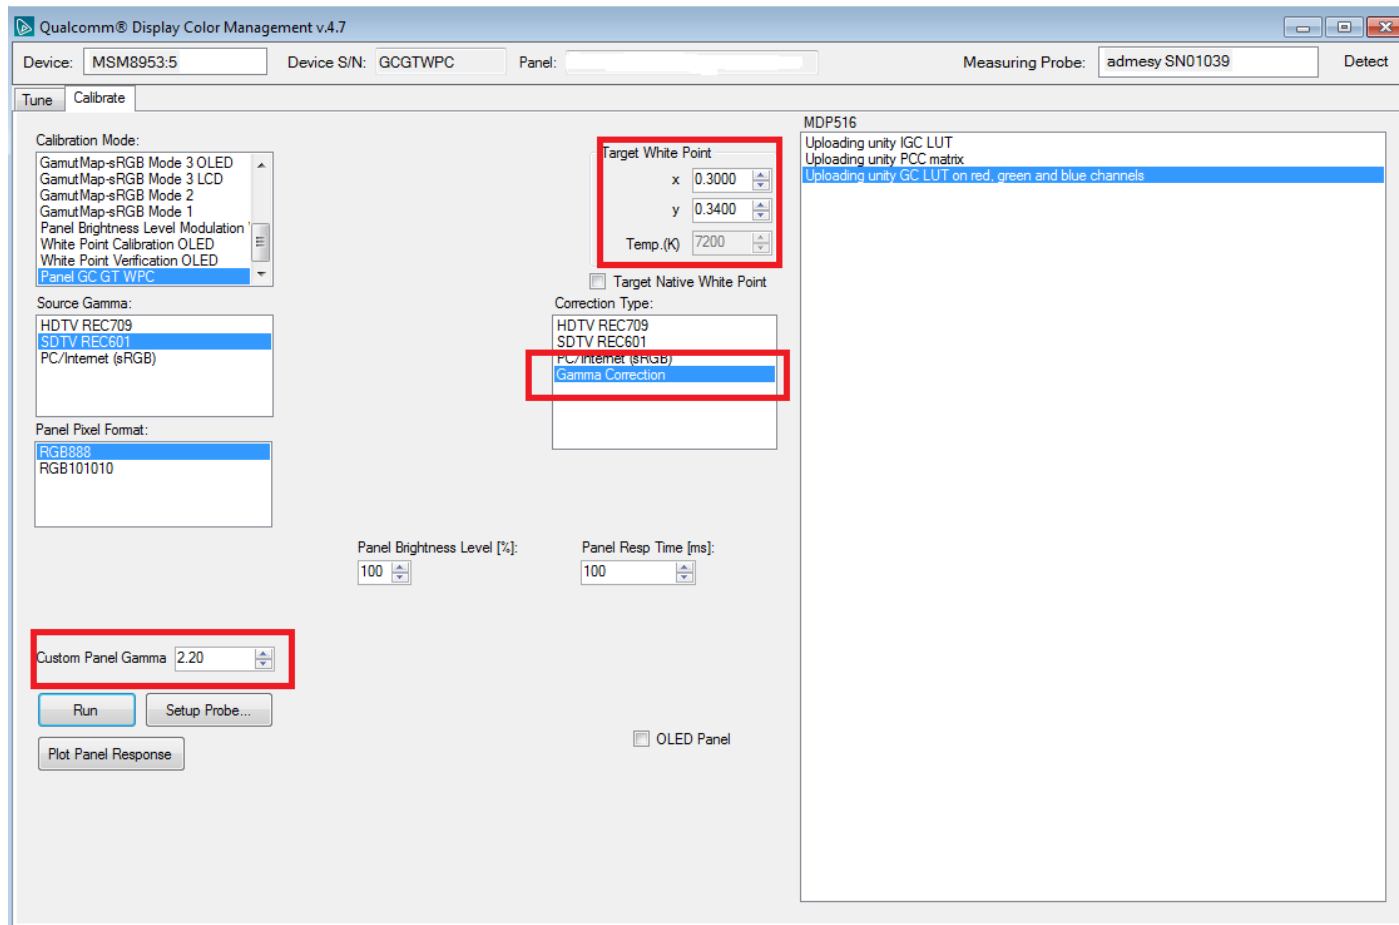 Qualcomm® Display Color Management v.4.7
Device: MSM8953:5 Device S/N: GCGTWPC Panel: Measuring Probe: admesy SN01039 Detect
Tune Calibrate
Calibration Mode:
GamutMap-sRGB Mode 3 OLED
GamutMap-sRGB Mode 3 LCD
GamutMap-sRGB Mode 2
GamutMap-sRGB Mode 1
Panel Brightness Level Modulation
White Point Calibration OLED
White Point Verification OLED
Panel GC GT WPC
Target White Point
x 0.3000
y 0.3400
Temp.(K) 7200
Target Native White Point
Source Gamma:
HDTV REC709
SDTV REC601
PC/Internet (sRGB)
Correction Type:
HDTV REC709
SDTV REC601
PC/Internet (sRGB)
Gamma Correction
Panel Pixel Format:
RGB888
RGB101010
Panel Brightness Level [%]:
100
Panel Resp Time [ms]:
100
Custom Panel Gamma 2.20
Run Setup Probe...
Plot Panel Response
OLED Panel
MDP516
Uploading unity IGC LUT
Uploading unity PCC matrix
Uploading unity GC LUT on red, green and blue channels